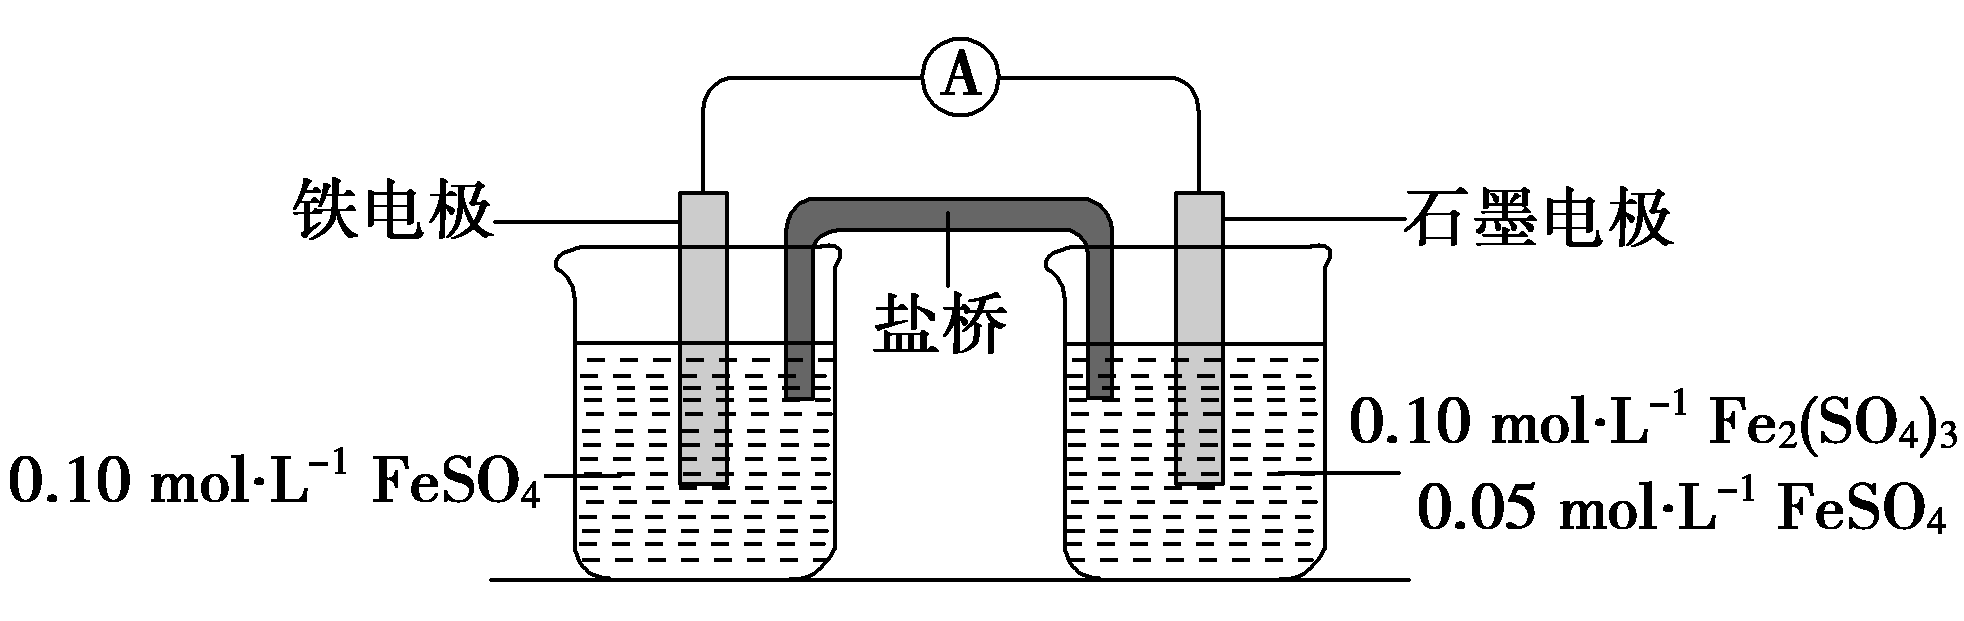 A
铁电极
石墨电极
盐桥
0.10 mol·L⁻¹ FeSO₄
0.10 mol·L⁻¹ Fe₂(SO₄)₃
0.05 mol·L⁻¹ FeSO₄